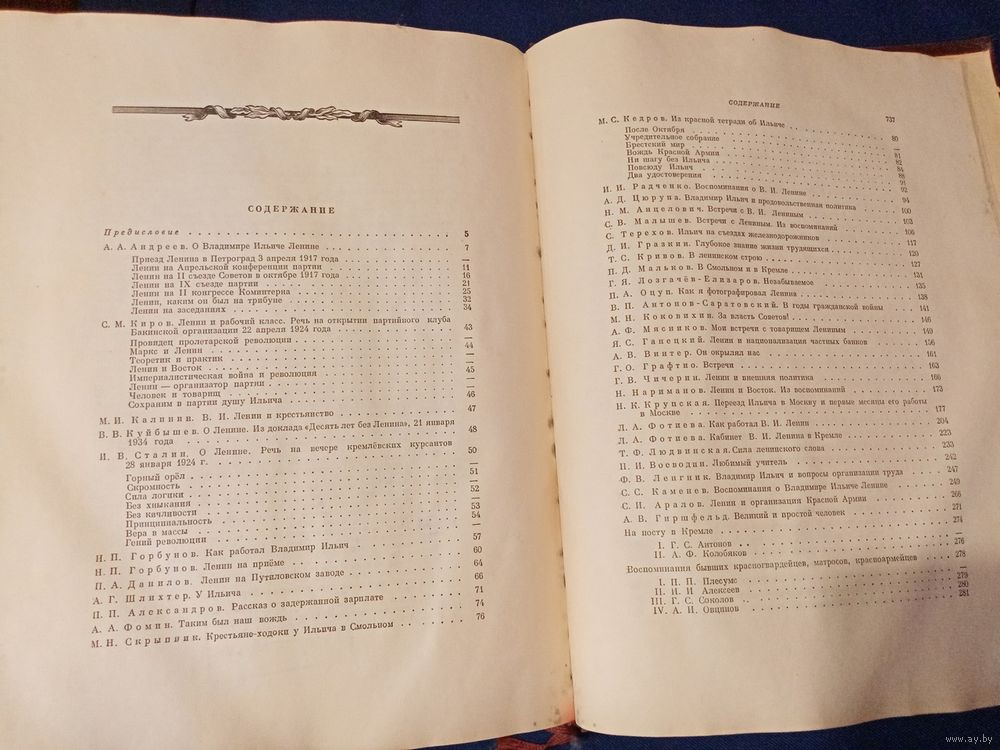 СОДЕРЖАНИЕ
Предисловие 5
А. А. Андреев. О Владимире Ильиче Ленине 7
Приезд Ленина в Петроград 3 апреля 1917 года —
Ленин на Апрельской конференции партии 11
Ленин на II съезде Советов в октябре 1917 года 16
Ленин на IX съезде партии 21
Ленин на II конгрессе Коминтерна 25
Ленин, каким он был на трибуне 32
Ленин на заседаниях 34
С. М. Киров. Ленин и рабочий класс. Речь на открытии партийного клуба
Бакинской организации 22 апреля 1924 года 43
Провидец пролетарской революции —
Маркс и Ленин 44
Теоретик и практик —
Ленин и Восток 45
Империалистическая война и революция —
Ленин — организатор партии —
Человек и товарищ 46
Сохраним в партии душу Ильича —
М. И. Калинин. В. И. Ленин и крестьянство 47
В. В. Куйбышев. О Ленине. Из доклада «Десять лет без Ленина», 21 января
1934 года 48
И. В. Сталин. О Ленине. Речь на вечере кремлёвских курсантов
28 января 1924 г. 50
Горный орёл 51
Скромность —
Сила логики 52
Без хныкания —
Без кичливости 53
Принципиальность 54
Вера в массы —
Гений революции 57
Н. П. Горбунов. Как работал Владимир Ильич 60
Н. П. Горбунов. Ленин на приёме 64
П. А. Данилов. Ленин на Путиловском заводе 66
А. Г. Шлихтер. У Ильича 71
П. П. Александров. Рассказ о задержанной зарплате 74
А. А. Фомин. Таким был наш вождь
М. Н. Скрыпник. Крестьяне-ходоки у Ильича в Смольном 76
СОДЕРЖАНИЕ
737
М. С. Кедров. Из красной тетради об Ильиче 80
После Октября —
Учредительное собрание 81
Брестский мир 82
Вождь Красной Армии 84
Ни шагу без Ильича 88
Повсюду Ильич 91
Два удостоверения 92
И. И. Радченко. Воспоминания о В. И. Ленине 94
А. Д. Цюрупа. Владимир Ильич и продовольственная политика 100
Н. М. Анцелович. Встречи с В. И. Лениным 103
С. В. Малышев. Встречи с Лениным. Из воспоминаний 106
С. Терехов. Ильич на съездах железнодорожников 117
Д. И. Гразкин. Глубокое знание жизни трудящихся 120
Т. С. Кривов. В ленинском строю 127
П. Д. Мальков. В Смольном и в Кремле 131
Г. Я. Лозгачёв-Елизаров. Незабываемое 135
П. А. Оцуп. Как я фотографировал Ленина 138
В. П. Антонов-Саратовский. В годы гражданской войны 141
М. Н. Коковихин. За власть Советов! 146
А. Ф. Мясников. Мои встречи с товарищем Лениным 149
Я. С. Ганецкий. Ленин и национализация частных банков 156
А. В. Винтер. Он окрылял нас 161
Г. О. Графтио. Встречи 163
Г. В. Чичерин. Ленин и внешняя политика 166
Н. Нариманов. Ленин и Восток. Из воспоминаний 173
Н. К. Крупская. Переезд Ильича в Москву и первые месяцы его работы
в Москве 177
Л. А. Фотиева. Как работал В. И. Ленин 204
Л. А. Фотиева. Кабинет В. И. Ленина в Кремле 223
Т. Ф. Людвинская. Сила ленинского слова 233
П. И. Воеводин. Любимый учитель 242
Ф. В. Ленгник. Владимир Ильич и вопросы организации труда 247
С. С. Каменев. Воспоминания о Владимире Ильиче Ленине 249
С. И. Аралов. Ленин и организация Красной Армии 266
А. В. Гиршфельд. Великий и простой человек 271
На посту в Кремле 274
I. Г. С. Антонов —
II. А. Ф. Колобяков 276
Воспоминания бывших красногвардейцев, матросов, красноармейцев 278
I. П. П. Плесумс —
II. И. И. Алексеев 279
III. Г. С. Соколов 280
IV. А. И. Овцинов 281
www.ay.by